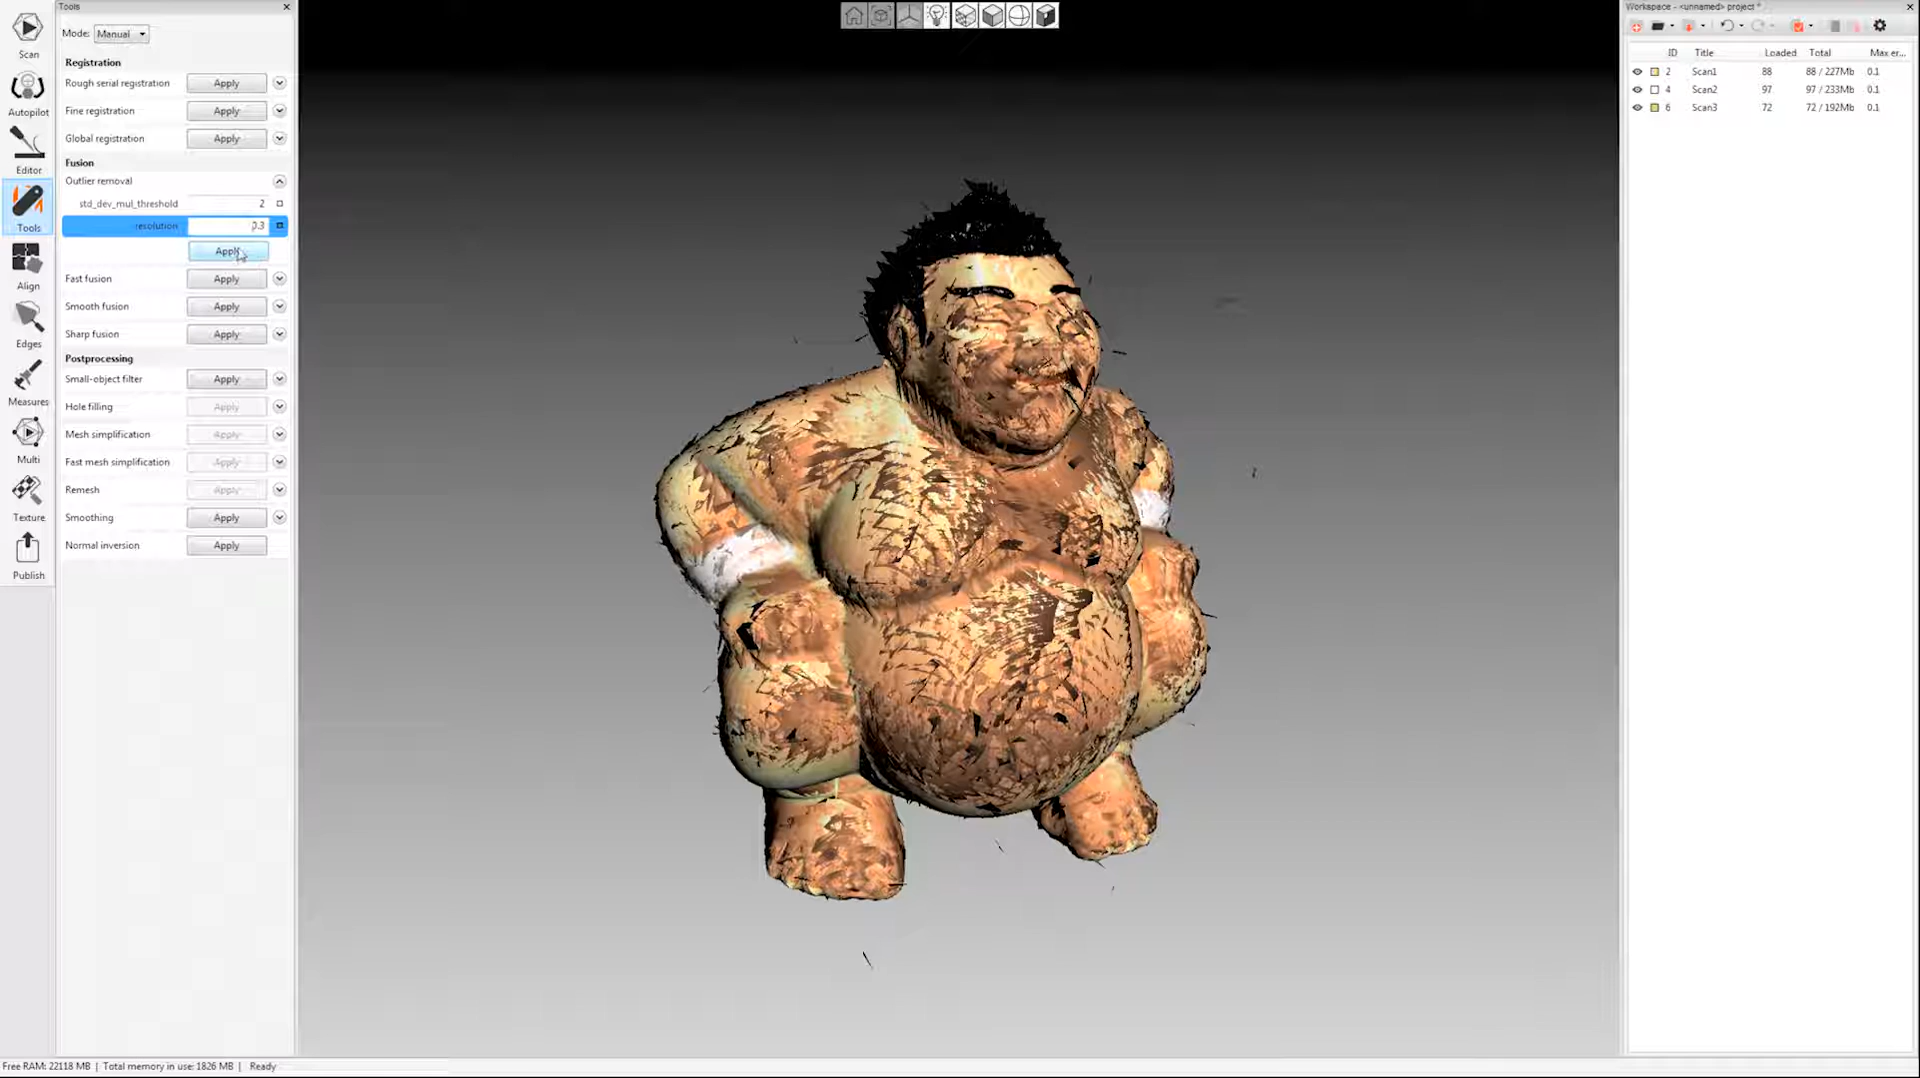 Tools
Mode: Manual
Registration
Rough serial registration Apply
Fine registration Apply
Global registration Apply
Fusion
Outlier removal
std_dev_mul_threshold 2
resolution 0.3
Apply
Fast fusion Apply
Smooth fusion Apply
Sharp fusion Apply
Postprocessing
Small-object filter Apply
Hole filling Apply
Mesh simplification Apply
Fast mesh simplification Apply
Remesh Apply
Smoothing Apply
Normal inversion Apply
Scan
Autopilot
Editor
Tools
Align
Edges
Measures
Multi
Texture
Publish
Workspace - <unnamed> project *
ID Title Loaded Total Max er...
2 Scan1 88 88 / 227Mb 0.1
4 Scan2 97 97 / 233Mb 0.1
6 Scan3 72 72 / 192Mb 0.1
Free RAM: 22118 MB | Total memory in use: 1826 MB | Ready